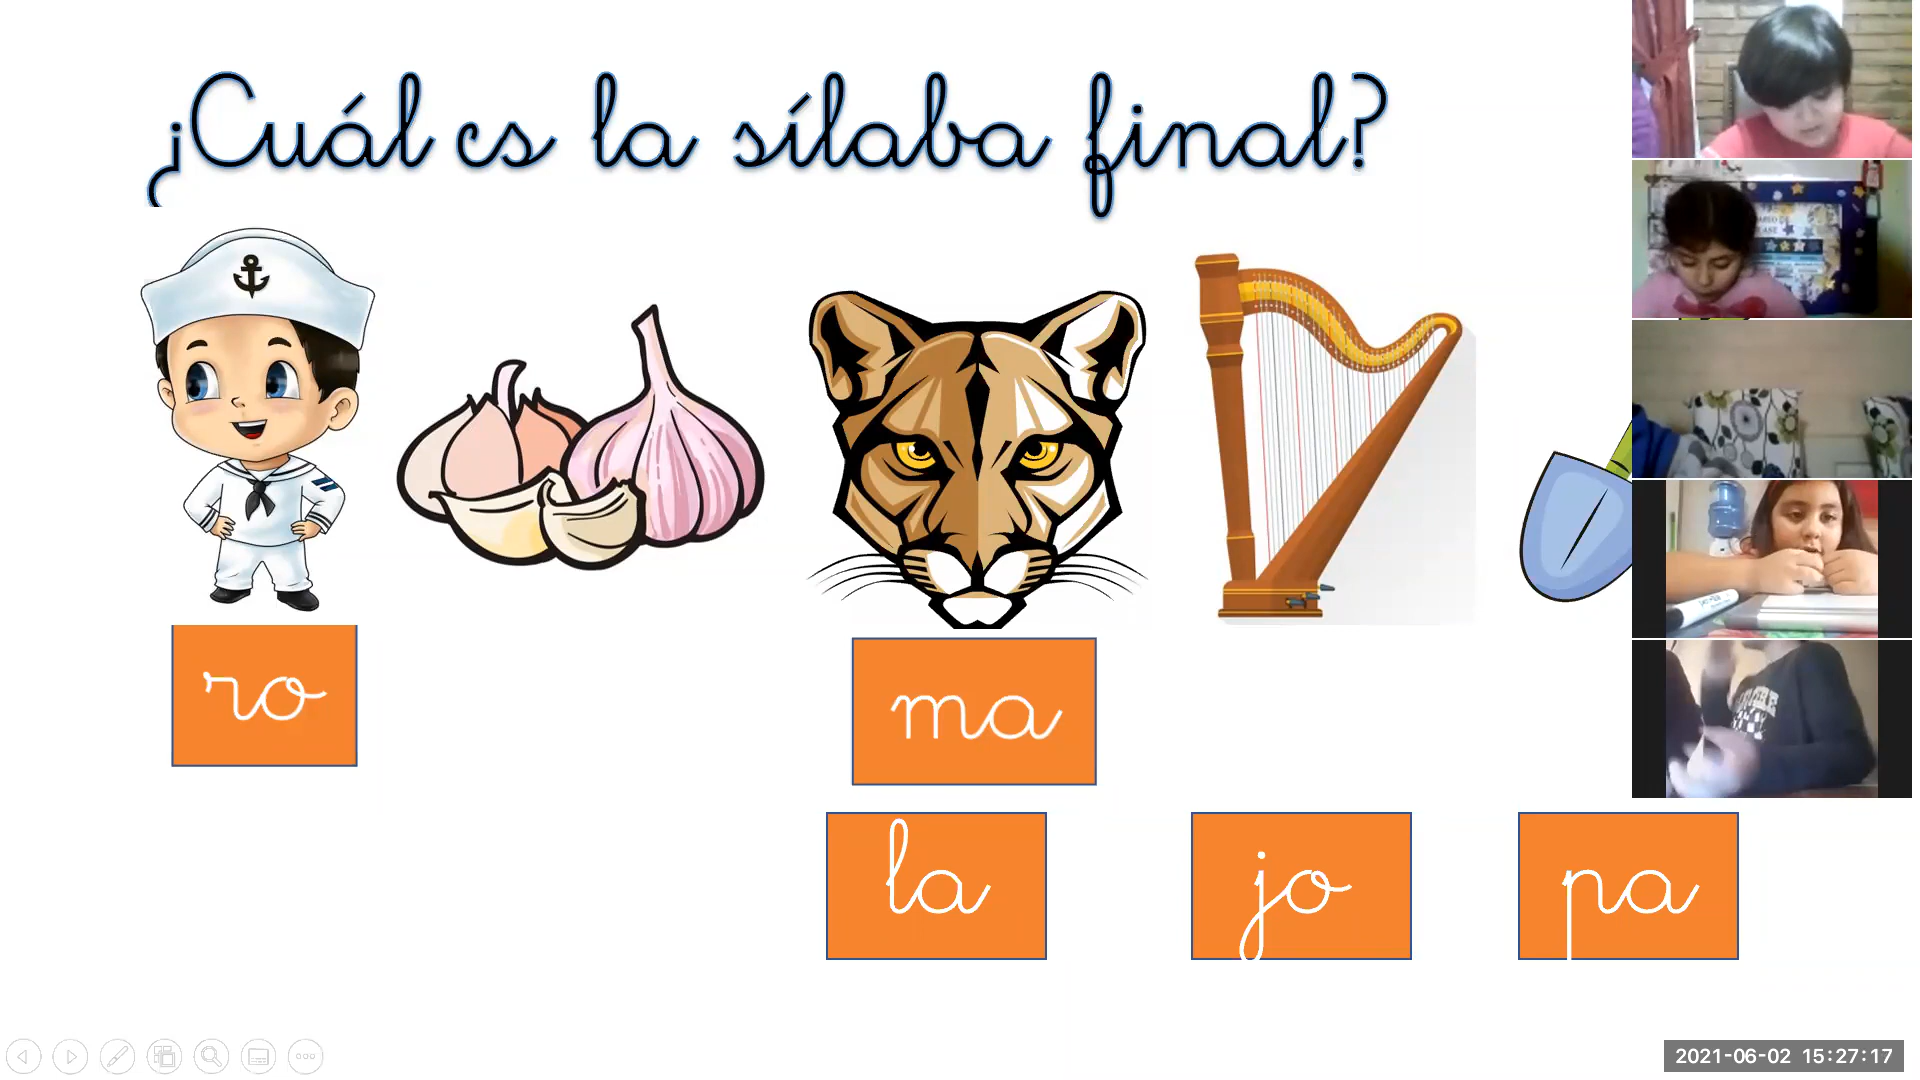 ¿Cuál es la sílaba final?
ro
ma
la jo pa
2021-06-02 15:27:17